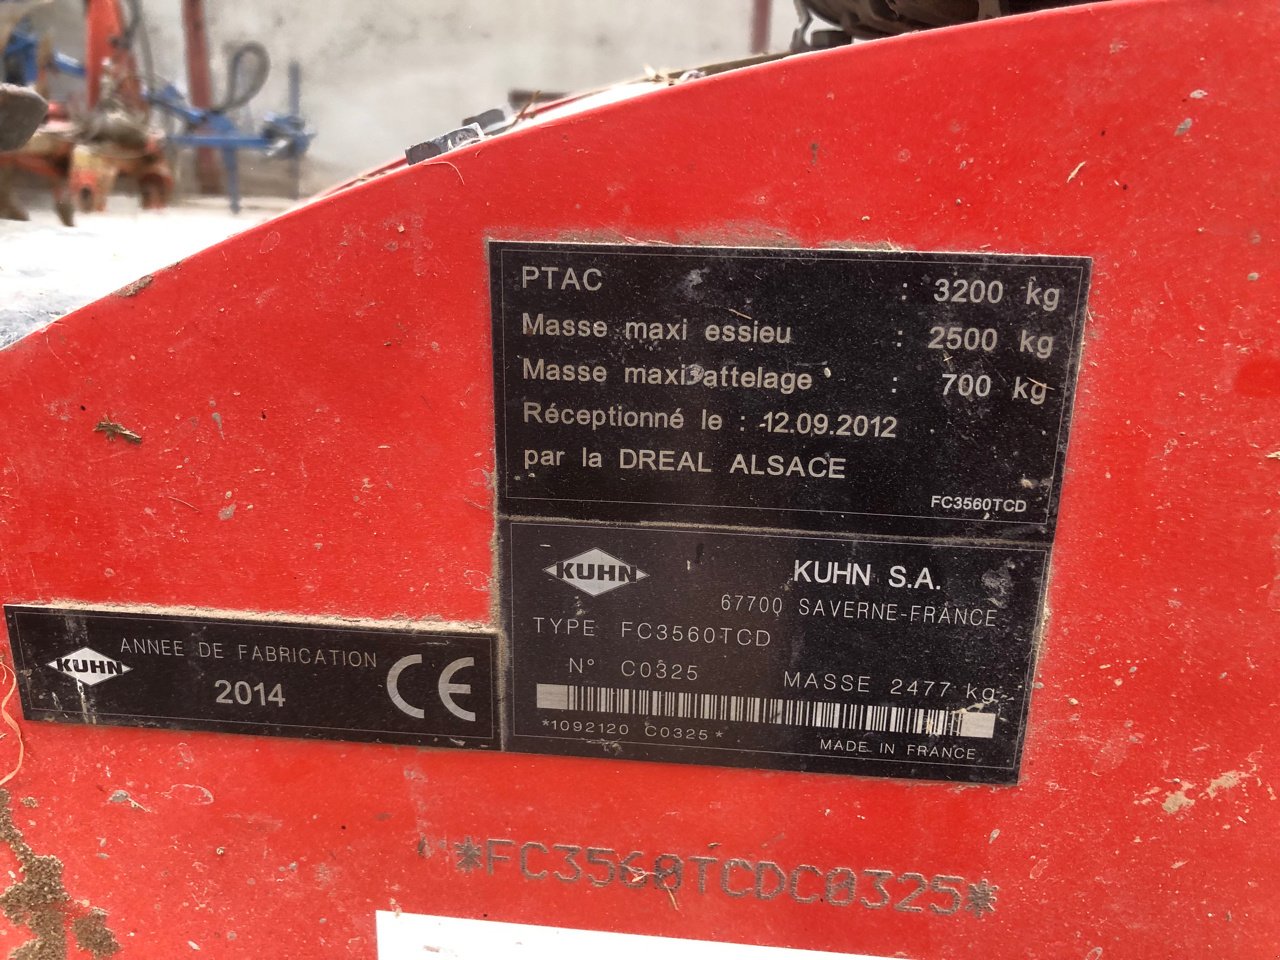 PTAC : 3200 kg
Masse maxi essieu : 2500 kg
Masse maxi attelage : 700 kg
Réceptionné le : 12.09.2012
par la DREAL ALSACE
FC3560TCD
KUHN
KUHN S.A.
67700 SAVERNE-FRANCE
TYPE FC3560TCD
N° C0325
MASSE 2477 kg
*1092120 C0325*
MADE IN FRANCE
KUHN
ANNEE DE FABRICATION
2014
CE
*FC3560TCDC0325*